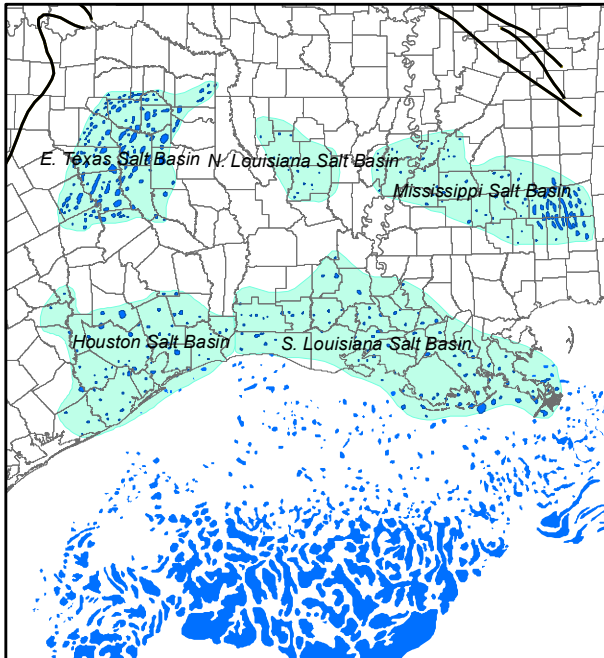 E. Texas Salt Basin
N. Louisiana Salt Basin
Mississippi Salt Basin
Houston Salt Basin
S. Louisiana Salt Basin